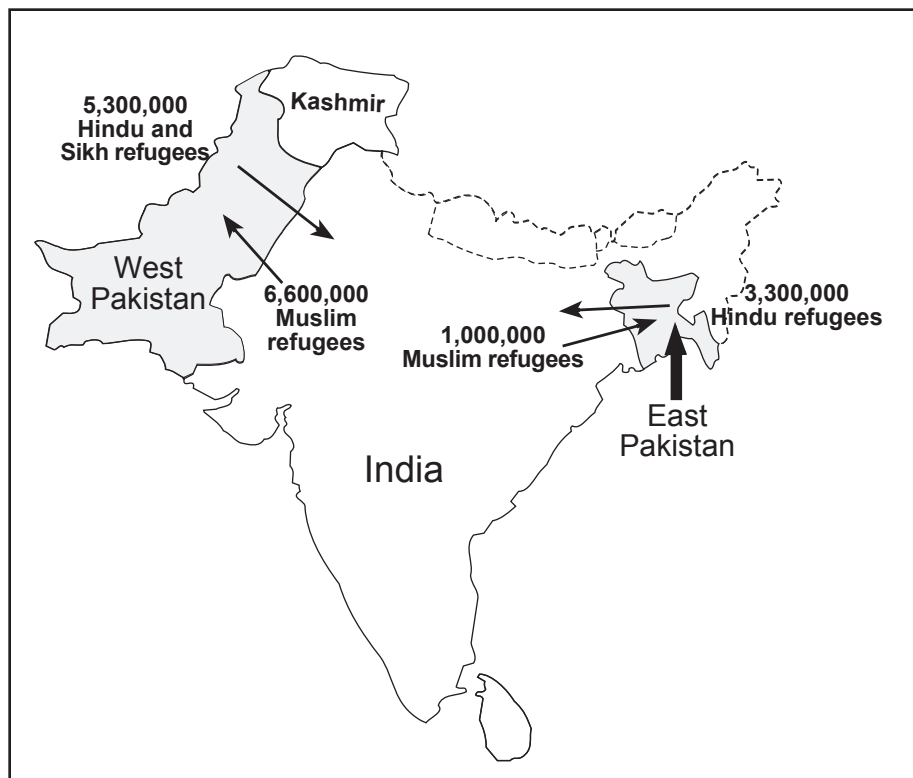 Kashmir
5,300,000
Hindu and
Sikh refugees
West
Pakistan
6,600,000
Muslim
refugees
3,300,000
Hindu refugees
1,000,000
Muslim refugees
East
Pakistan
India